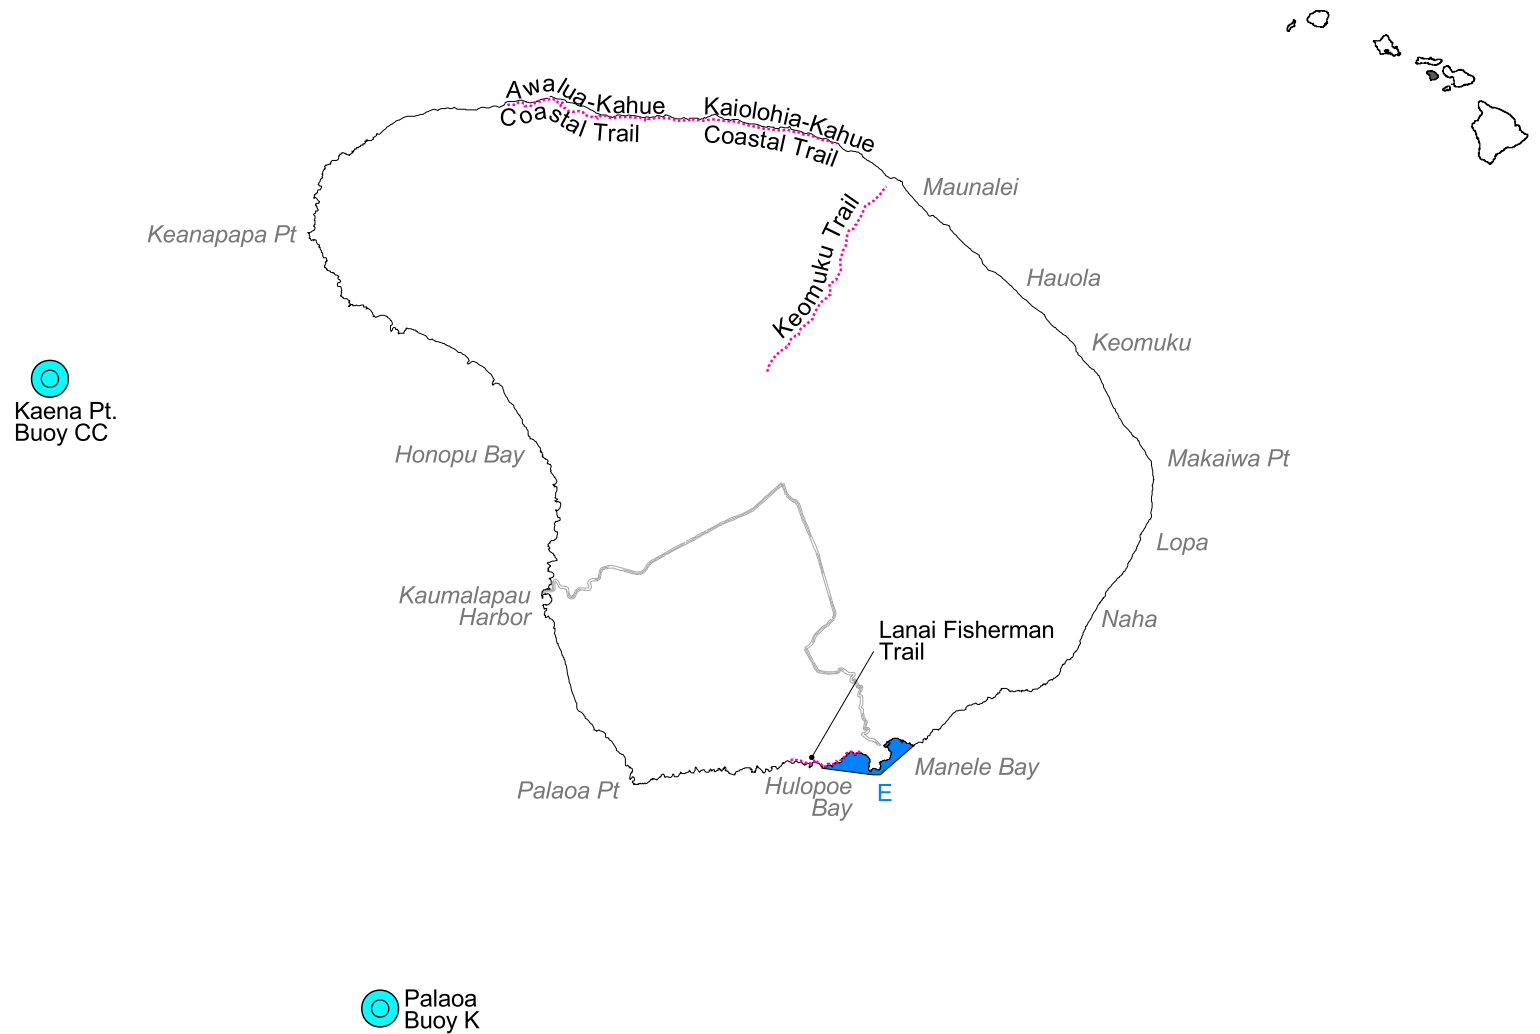 Awalua-Kahue
Coastal Trail
Kaiolohia-Kahue
Coastal Trail
Maunalei
Keomuku Trail
Keanapapa Pt
Hauola
Keomuku
Kaena Pt.
Buoy CC
Honopu Bay
Makaiwa Pt
Lopa
Kaumalapau
Harbor
Naha
Lanai Fisherman
Trail
Manele Bay
Palaoa Pt
Hulopoe
Bay
E
Palaoa
Buoy K